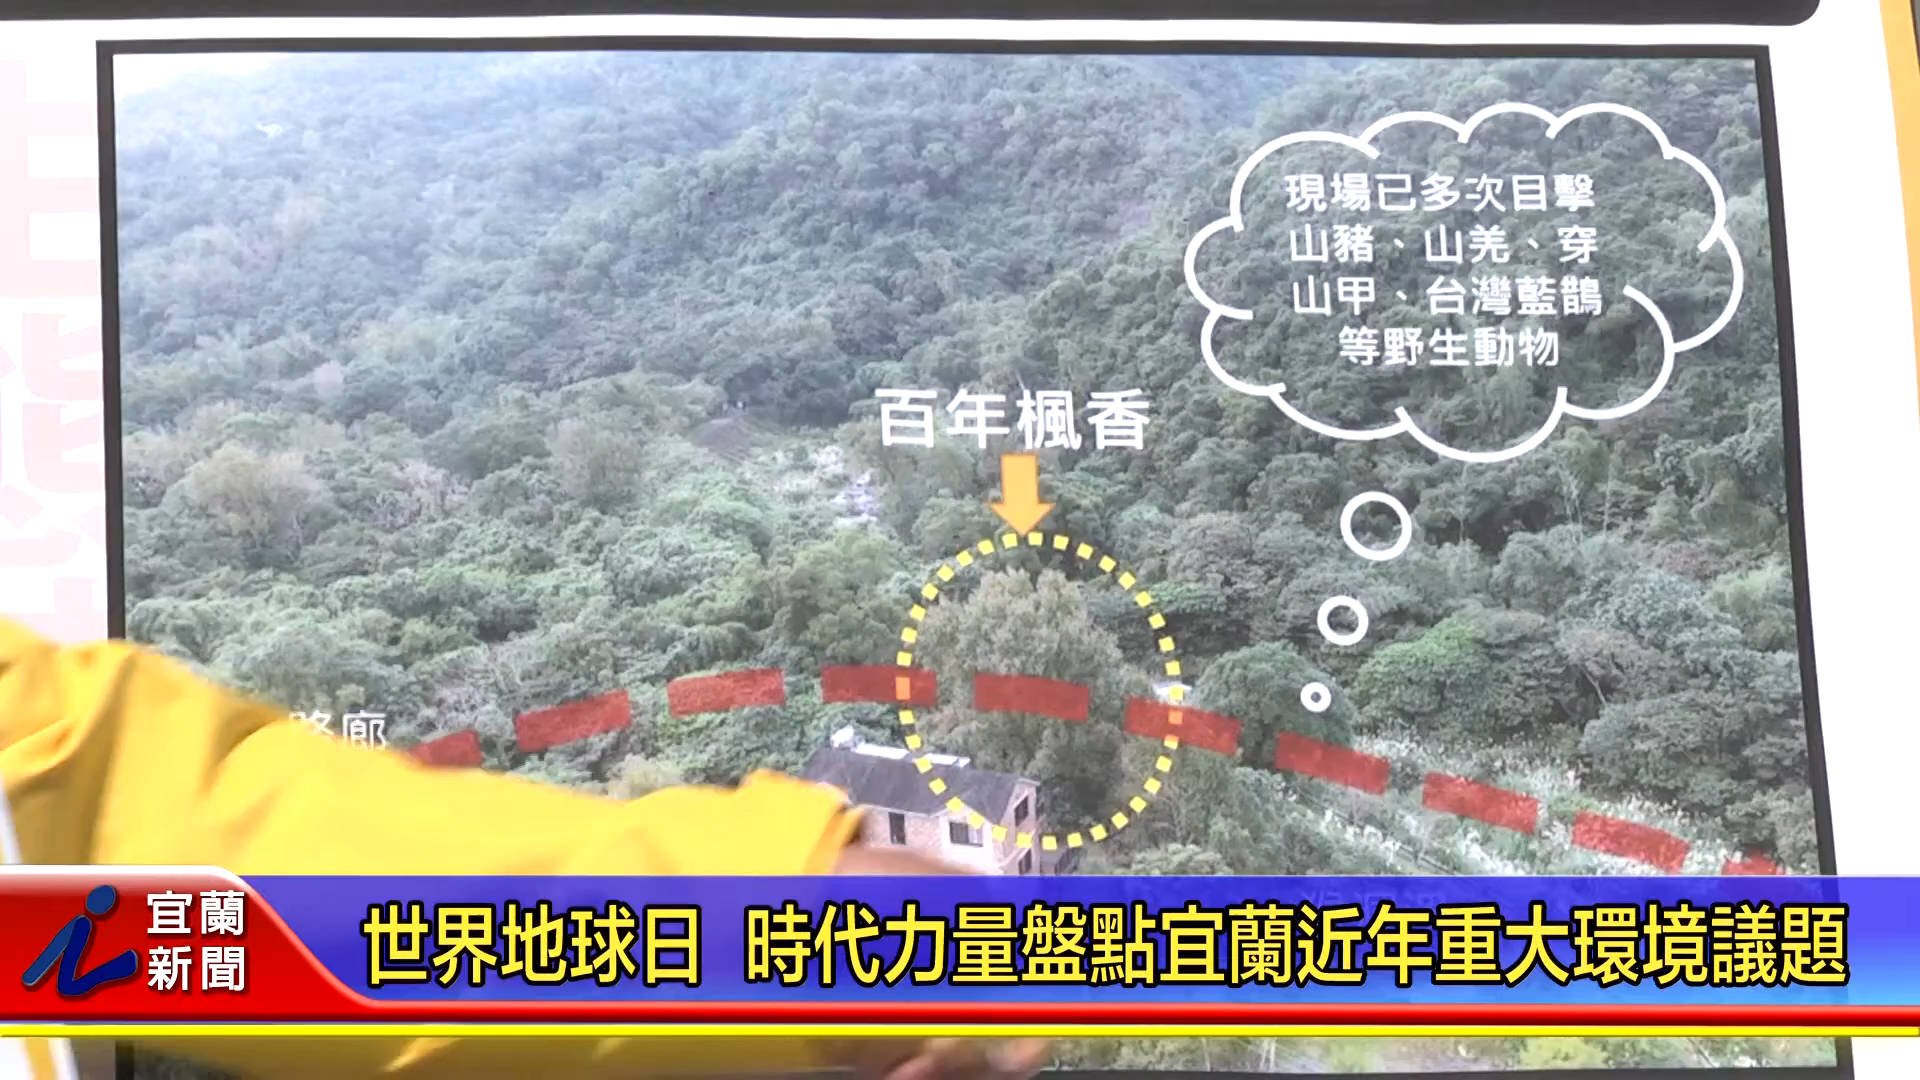 現場已多次目擊
山豬、山羌、穿
山甲、台灣藍鵲
等野生動物
百年楓香
路廊
宜蘭
新聞
世界地球日 時代力量盤點宜蘭近年重大環境議題